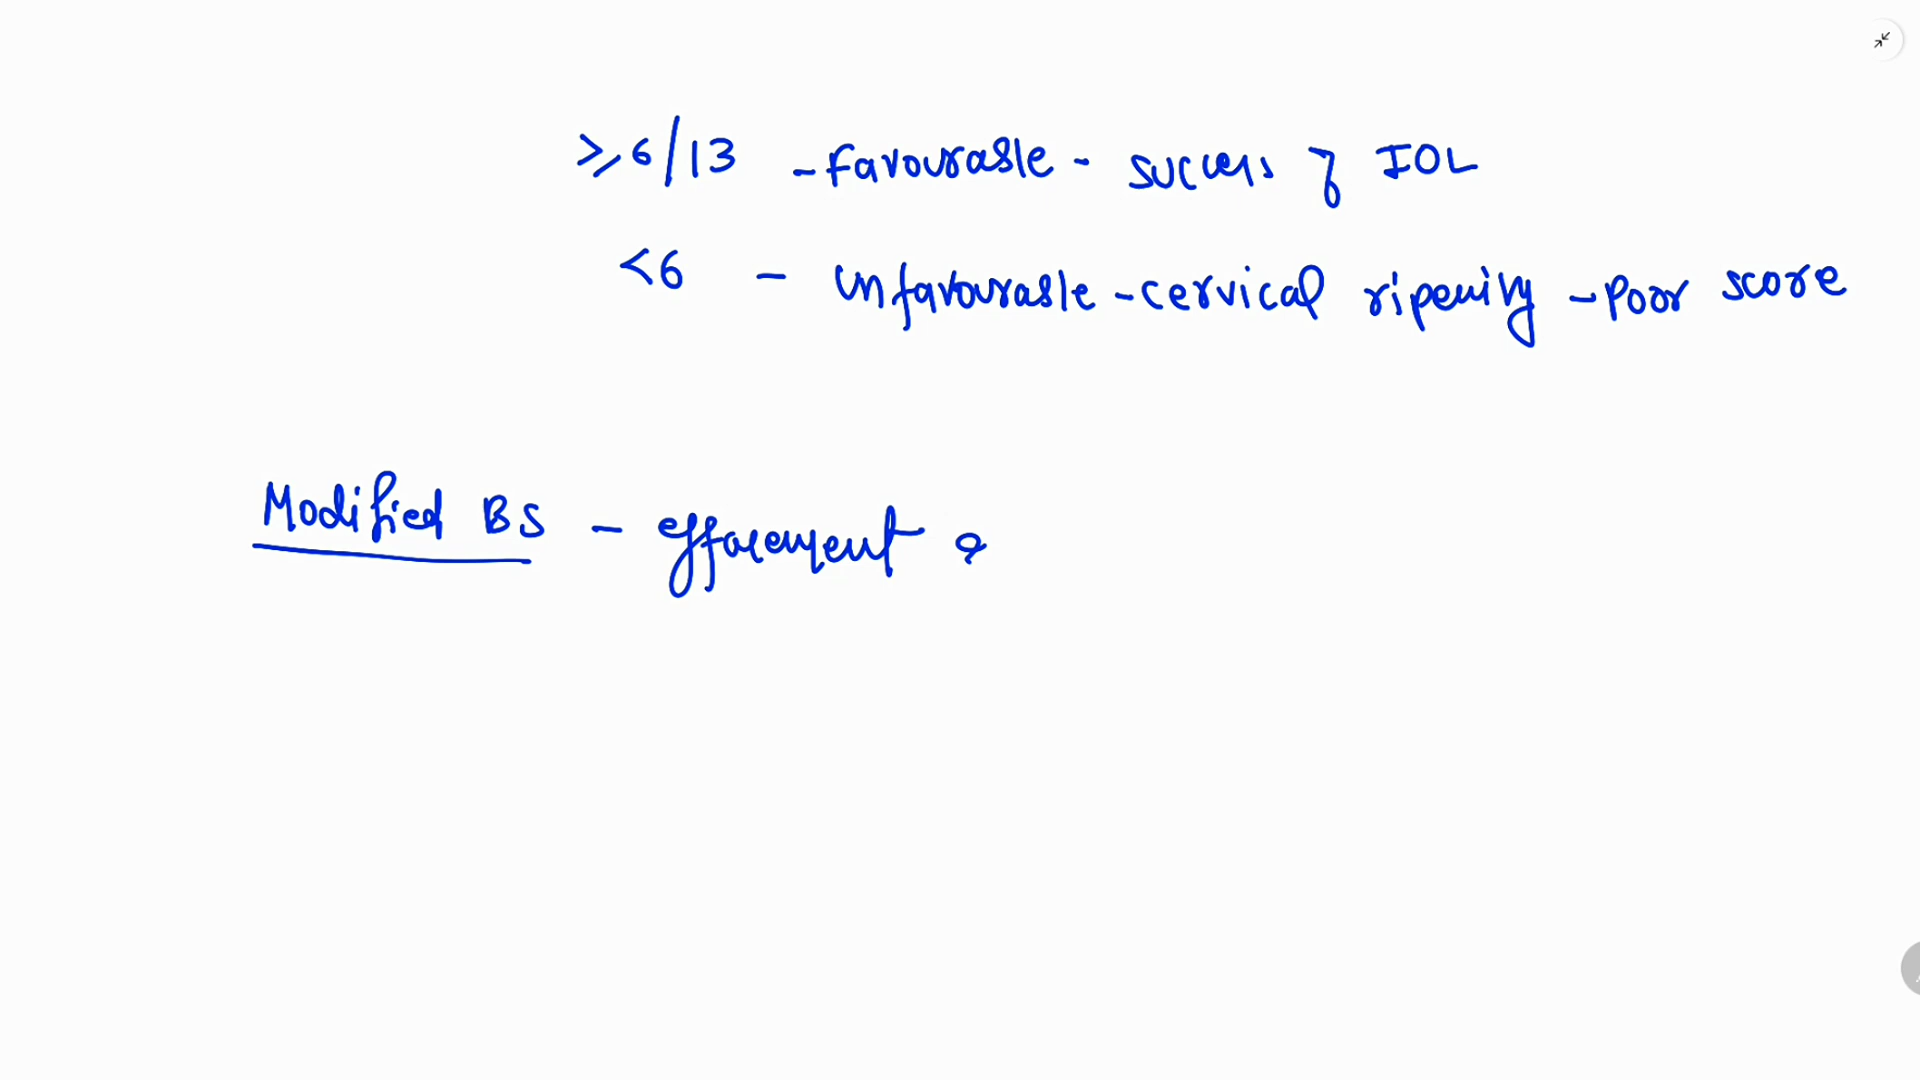 ≥6/13 - Favourable - success of IOL
<6 - Unfavourable - cervical ripening - Poor score
Modified BS - effacement